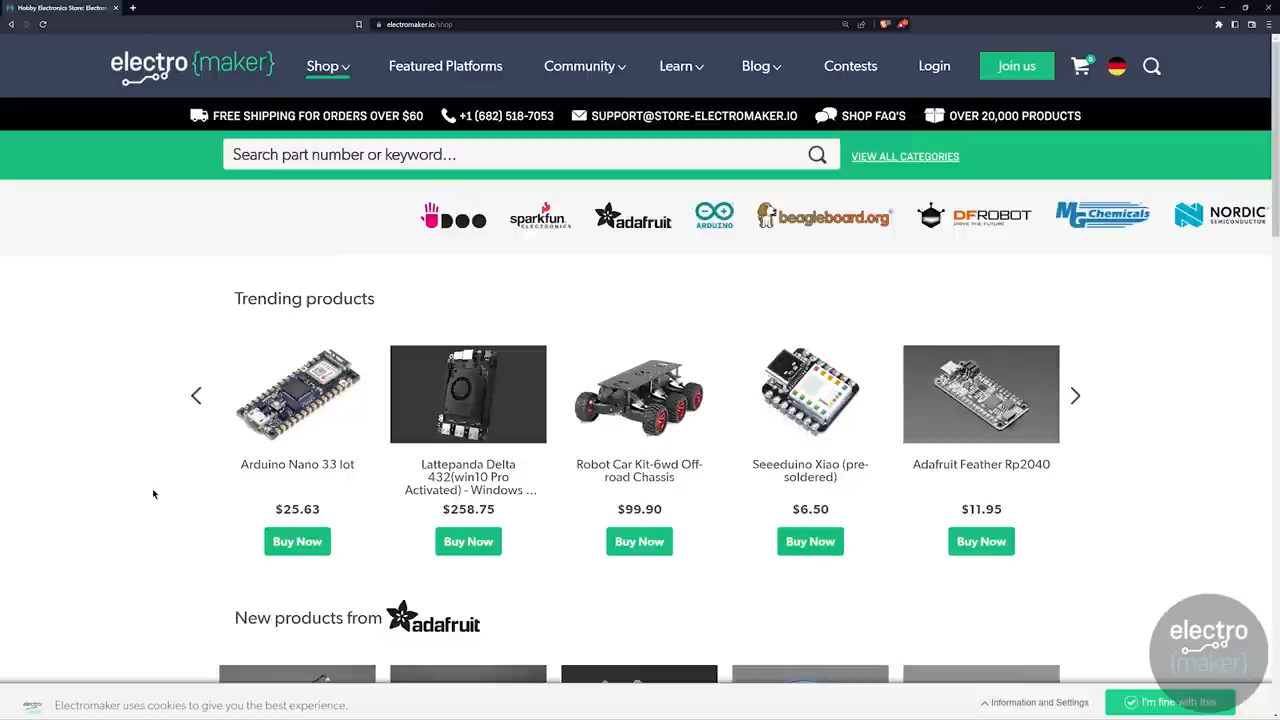 Hobby Electronics Store: Electro
electromaker.io/shop
electro {maker}
Shop
Featured Platforms
Community
Learn
Blog
Contests
Login
Join us
FREE SHIPPING FOR ORDERS OVER $60
+1 (682) 518-7053
SUPPORT@STORE-ELECTROMAKER.IO
SHOP FAQ'S
OVER 20,000 PRODUCTS
Search part number or keyword...
VIEW ALL CATEGORIES
sparkfun
ELECTRONICS
adafruit
ARDUINO
beagleboard.org
DFROBOT
DRIVE THE FUTURE
MG Chemicals
NORDIC
SEMICONDUCTOR
Trending products
Arduino Nano 33 Iot
$25.63
Buy Now
Lattepanda Delta
432(win10 Pro
Activated) - Windows ...
$258.75
Buy Now
Robot Car Kit-6wd Off-
road Chassis
$99.90
Buy Now
Seeeduino Xiao (pre-
soldered)
$6.50
Buy Now
Adafruit Feather Rp2040
$11.95
Buy Now
New products from adafruit
electro
{maker}
Electromaker uses cookies to give you the best experience.
Information and Settings
I'm fine with this